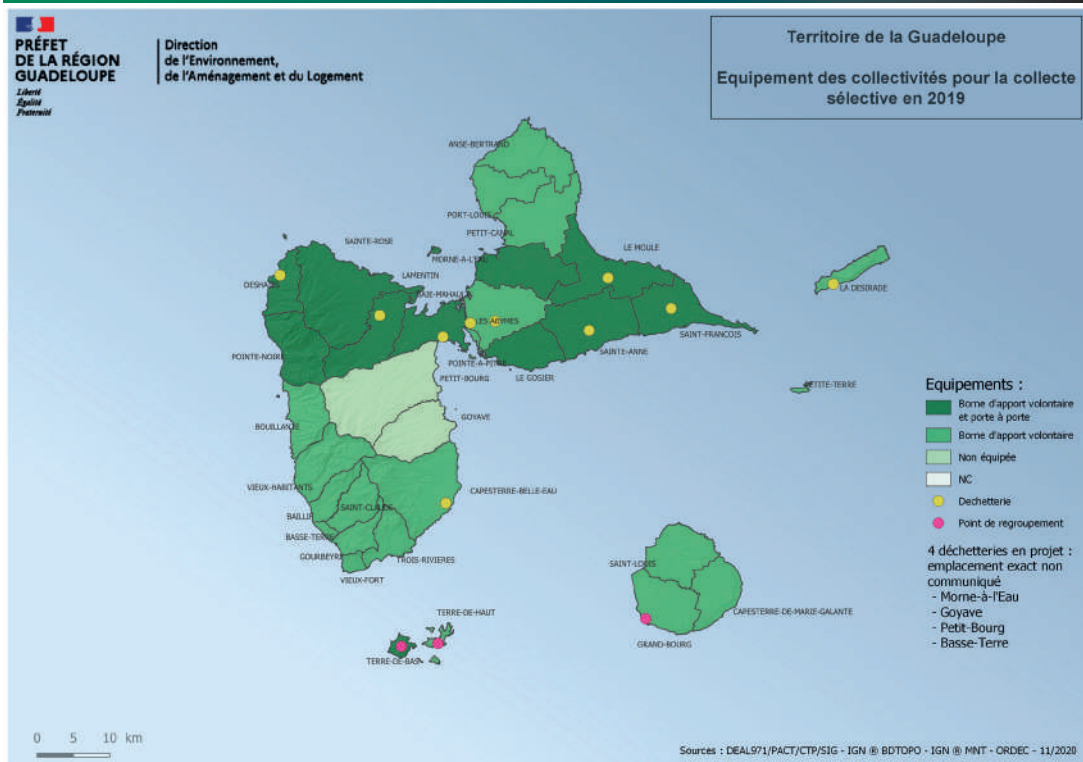 PRÉFET
DE LA RÉGION
GUADELOUPE
Liberté
Égalité
Fraternité
Direction
de l'Environnement,
de l'Aménagement et du Logement
Territoire de la Guadeloupe
Equipement des collectivités pour la collecte
sélective en 2019
ANSE-BERTRAND
PORT-LOUIS
PETIT-CANAL
SAINTE-ROSE
LE MOULE
MORNE-A-L'EAU
LAMENTIN
DESHAIES
BAIE-MAHAULT
LA DESIRADE
LES ABYMES
SAINT-FRANÇOIS
POINTE-NOIRE
SAINTE-ANNE
POINTE-A-PITRE
LE GOSIER
PETIT-BOURG
PETITE-TERRE
GOYAVE
BOUILLANTE
VIEUX-HABITANTS
CAPESTERRE-BELLE-EAU
SAINT-CLAUDE
BAILLIF
BASSE-TERRE
GOURBEYRE
TROIS-RIVIERES
VIEUX-FORT
SAINT-LOUIS
TERRE-DE-HAUT
CAPESTERRE-DE-MARIE-GALANTE
GRAND-BOURG
TERRE-DE-BAS
Equipements :
Borne d'apport volontaire
et porte à porte
Borne d'apport volontaire
Non équipée
NC
Dechetterie
Point de regroupement
4 déchetteries en projet :
emplacement exact non
communiqué
- Morne-à-l'Eau
- Goyave
- Petit-Bourg
- Basse-Terre
0 5 10 km
Sources : DEAL971/PACT/CTP/SIG - IGN ® BDTOPO - IGN ® MNT - ORDEC - 11/2020